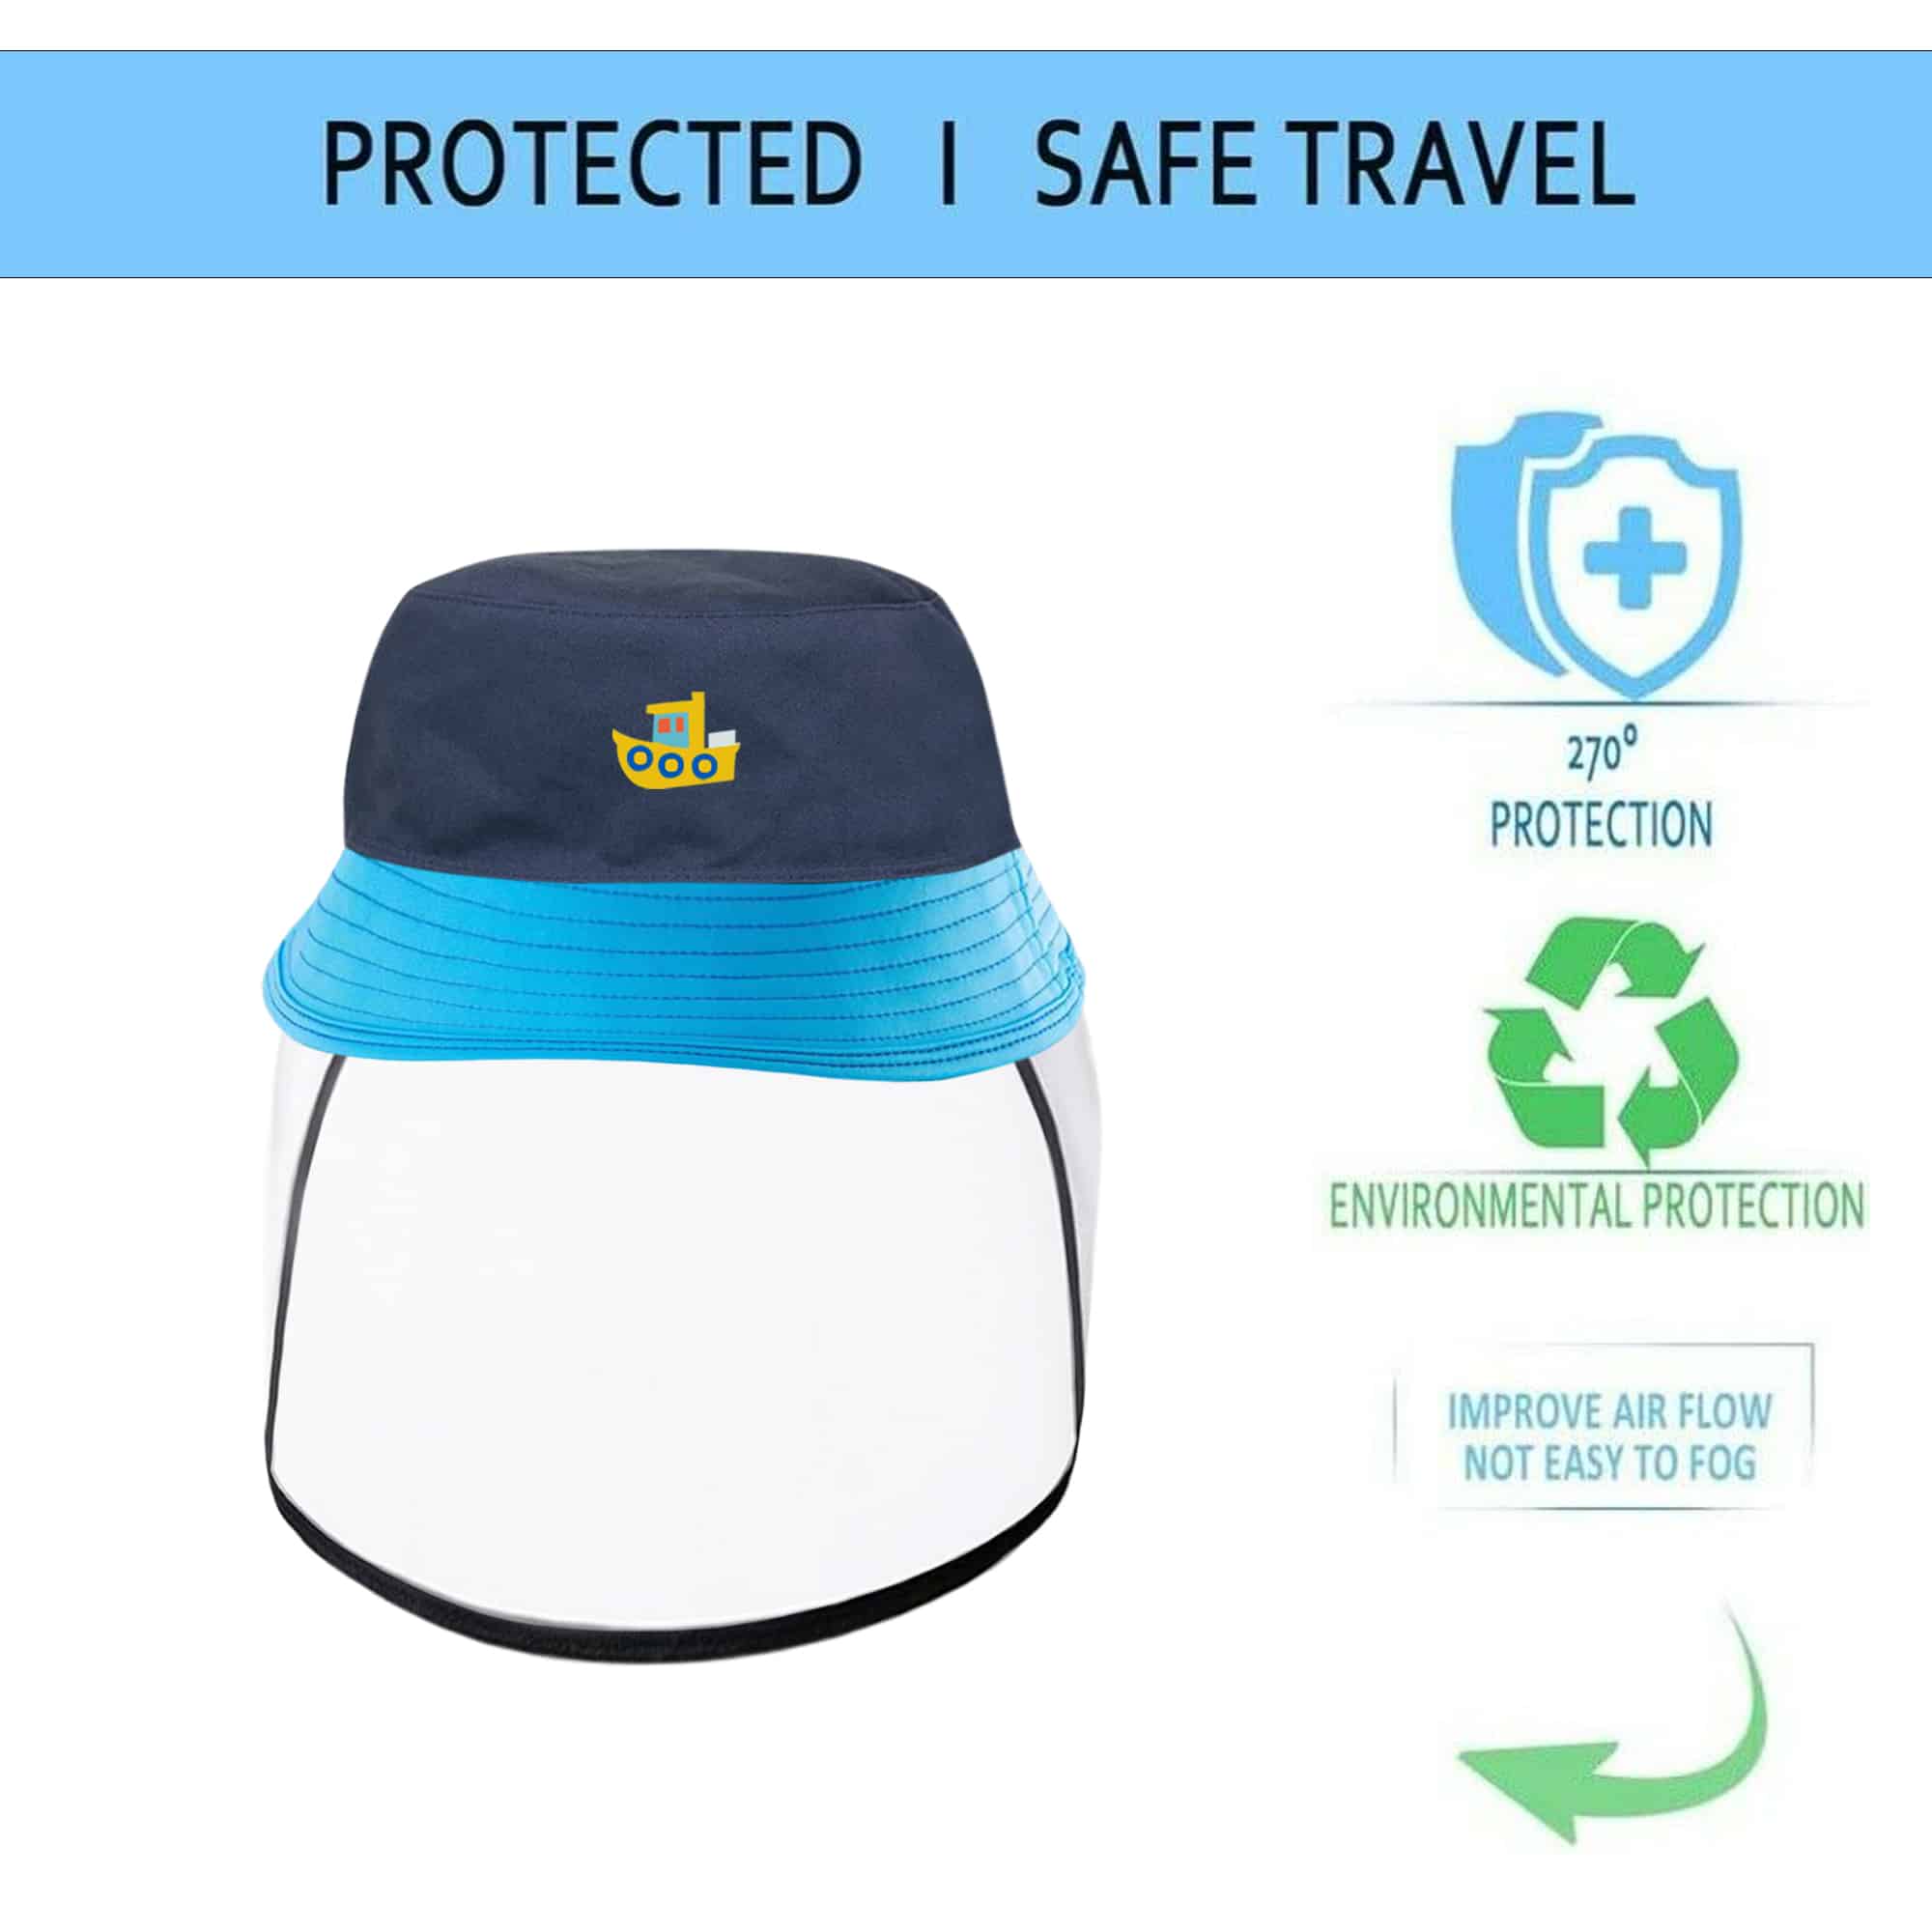 PROTECTED | SAFE TRAVEL
270°
PROTECTION
ENVIRONMENTAL PROTECTION
IMPROVE AIR FLOW
NOT EASY TO FOG